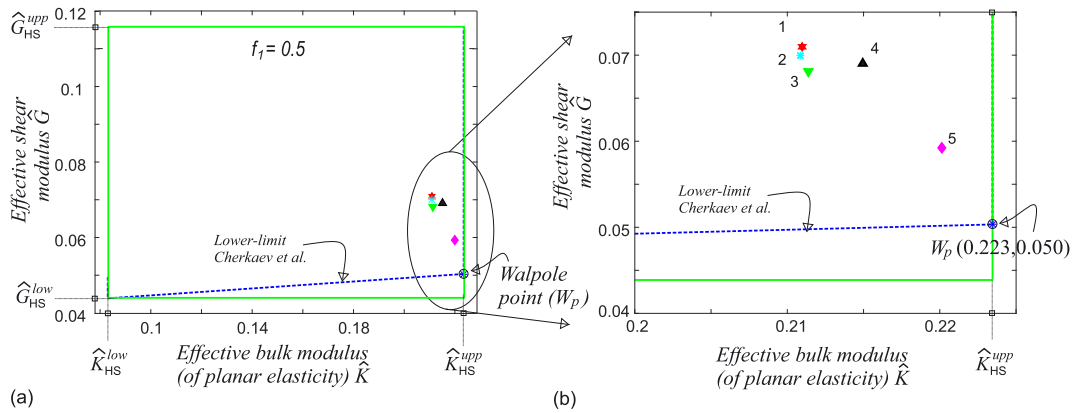 Ĝ_HS^upp
0.12
0.1
0.08
0.06
0.04
Ĝ_HS^low
Effective shear
modulus Ĝ
f₁ = 0.5
Lower-limit
Cherkaev et al.
Walpole
point (Wₚ)
0.1
0.14
0.18
K̂_HS^low
K̂_HS^upp
Effective bulk modulus
(of planar elasticity) K̂
(a)
0.07
0.06
0.05
0.04
Effective shear
modulus Ĝ
1
2
3
4
5
Lower-limit
Cherkaev et al.
Wₚ (0.223,0.050)
0.2
0.21
0.22
K̂_HS^upp
Effective bulk modulus
(of planar elasticity) K̂
(b)